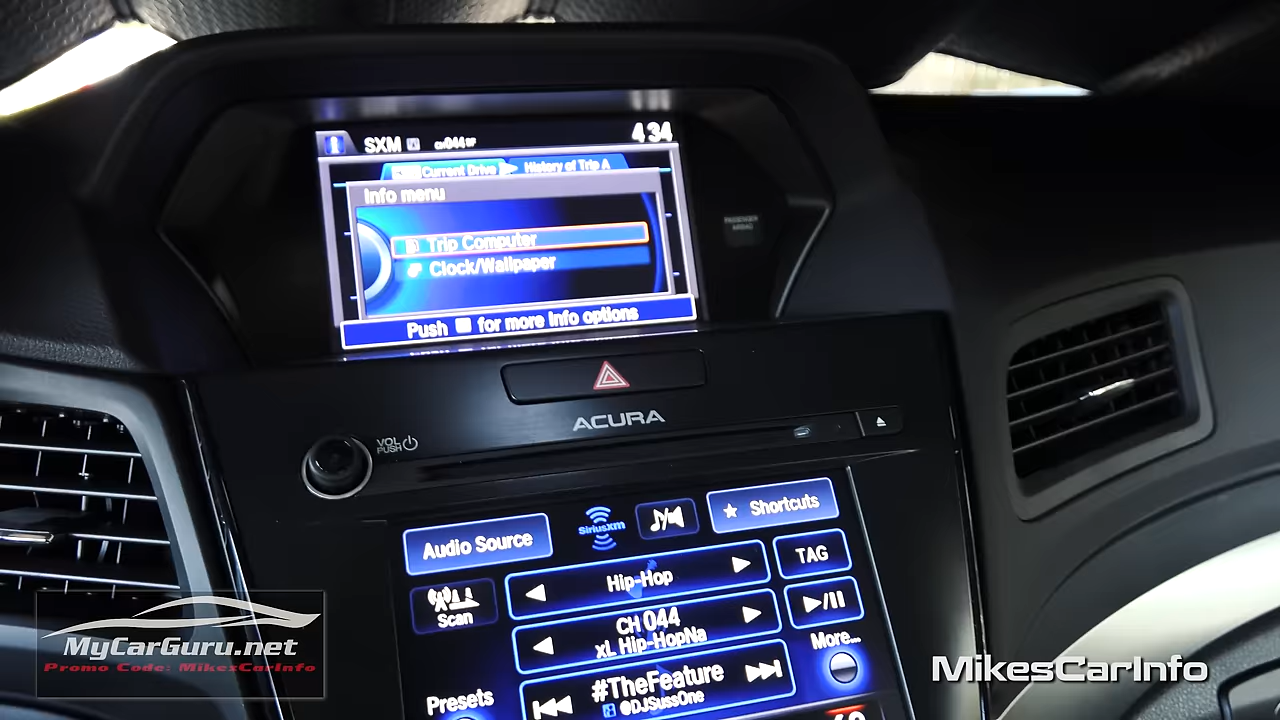 SXM CH044
4 34
Current Drive History of Trip A
Info menu
Trip Computer
Clock/Wallpaper
Push for more Info options
PASSENGER
AIRBAG
ACURA
VOL
PUSH
Audio Source
SiriusXM
Shortcuts
Scan
Hip-Hop
TAG
CH 044
xL Hip-HopNa
More...
#TheFeature
@DJSussOne
Presets
MyCarGuru.net
Promo Code: MikesCarInfo
MikesCarInfo